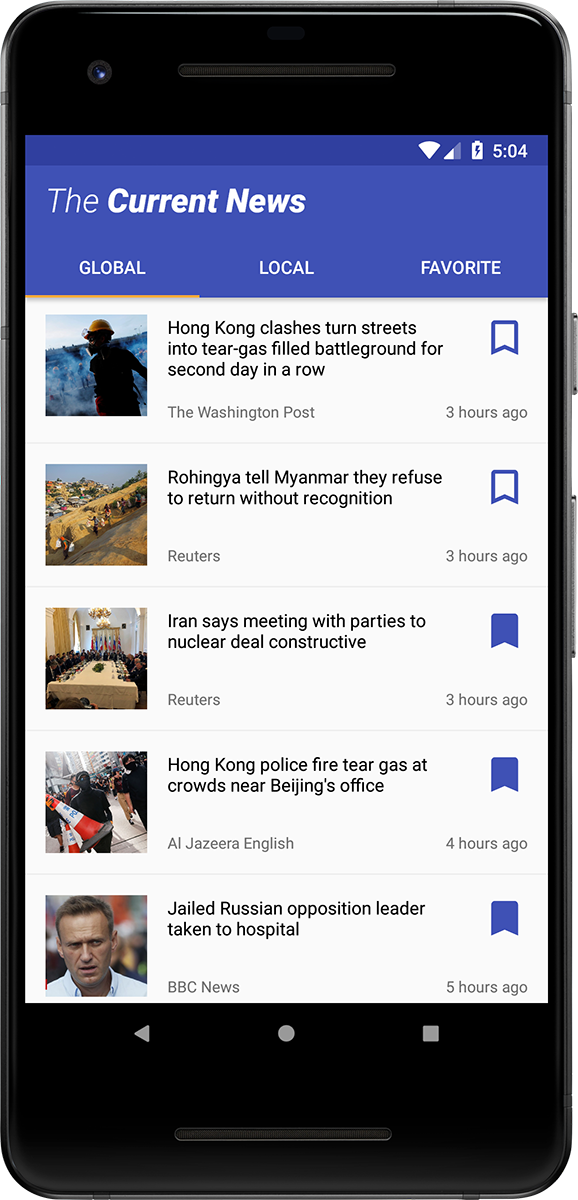 5:04
The Current News
GLOBAL LOCAL FAVORITE
Hong Kong clashes turn streets
into tear-gas filled battleground for
second day in a row
The Washington Post 3 hours ago
Rohingya tell Myanmar they refuse
to return without recognition
Reuters 3 hours ago
Iran says meeting with parties to
nuclear deal constructive
Reuters 3 hours ago
Hong Kong police fire tear gas at
crowds near Beijing's office
Al Jazeera English 4 hours ago
Jailed Russian opposition leader
taken to hospital
BBC News 5 hours ago